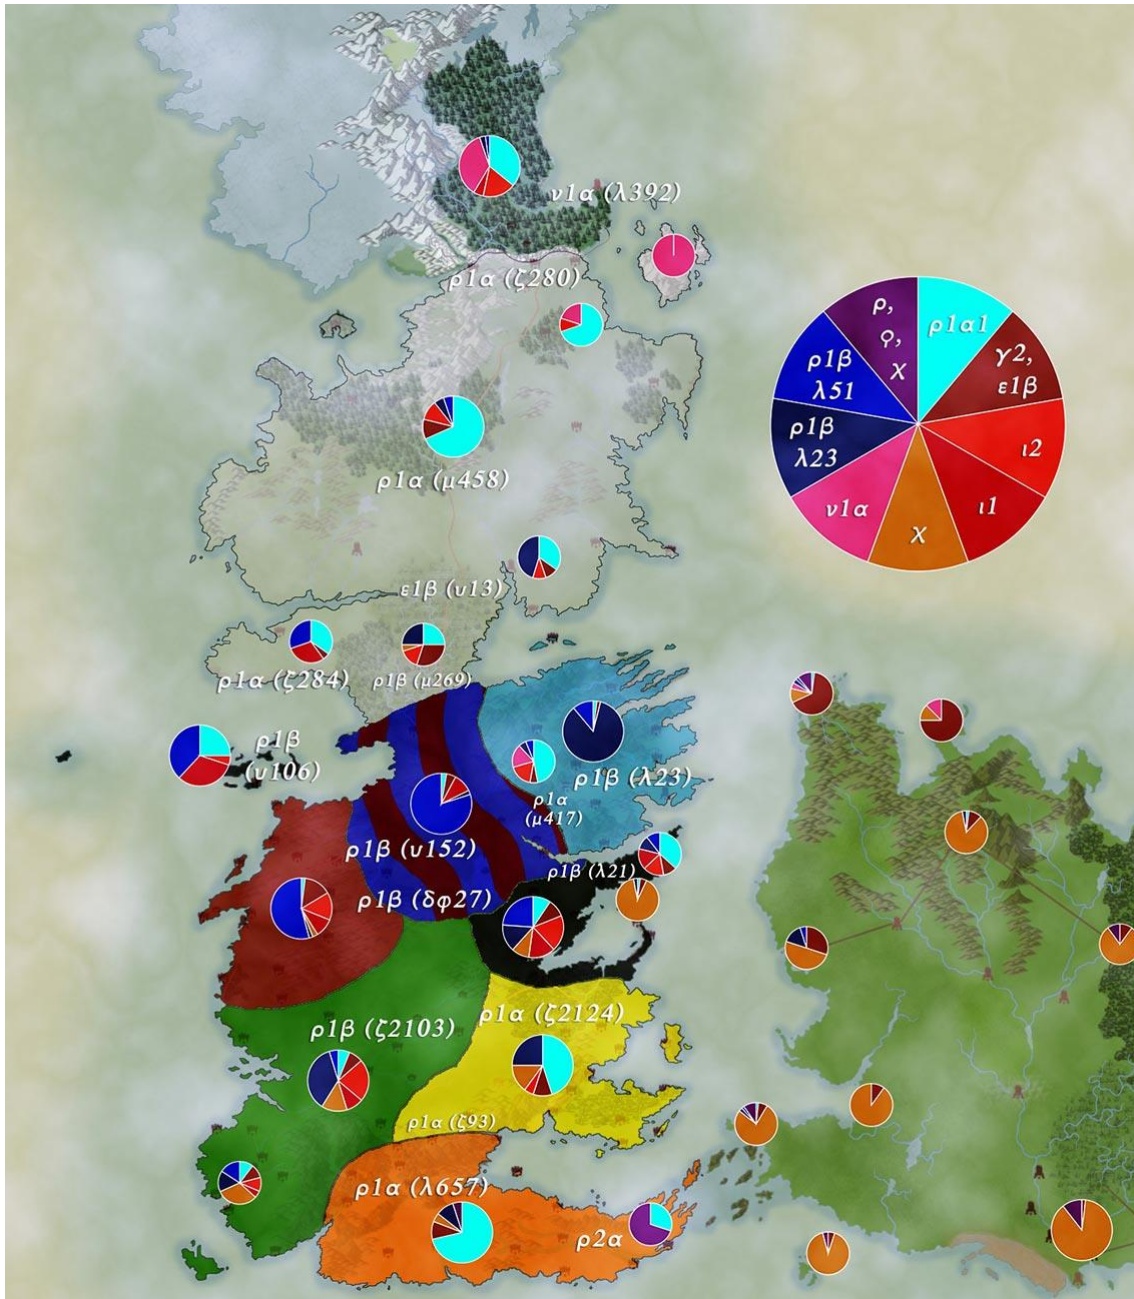 ν1α (λ392)
ρ1α (ζ280)
ρ1α (μ458)
ε1β (υ13)
ρ1α (ζ284)
ρ1β (μ269)
ρ1β
(υ106)
ρ1β (λ23)
ρ1α
(μ417)
ρ1β (υ152)
ρ1β (λ21)
ρ1β (δφ27)
ρ1α (ζ2124)
ρ1β (ζ2103)
ρ1α (ζ93)
ρ1α (λ657)
ρ2α
ρ,
ϙ,
χ
ρ1α1
γ2,
ε1β
ι2
ι1
χ
ν1α
ρ1β
λ23
ρ1β
λ51